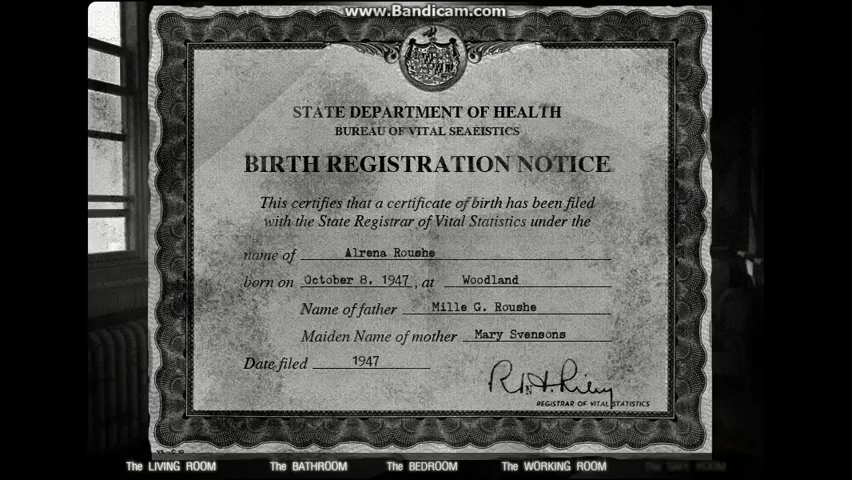 www.Bandicam.com
STATE DEPARTMENT OF HEALTH
BUREAU OF VITAL SEAEISTICS
BIRTH REGISTRATION NOTICE
This certifies that a certificate of birth has been filed
with the State Registrar of Vital Statistics under the
name of Alrena Roushe
born on October 8, 1947, at Woodland
Name of father Mille G. Roushe
Maiden Name of mother Mary Svensons
Date filed 1947
REGISTRAR OF VITAL STATISTICS
The LIVING ROOM The BATHROOM The BEDROOM The WORKING ROOM The SAFE ROOM